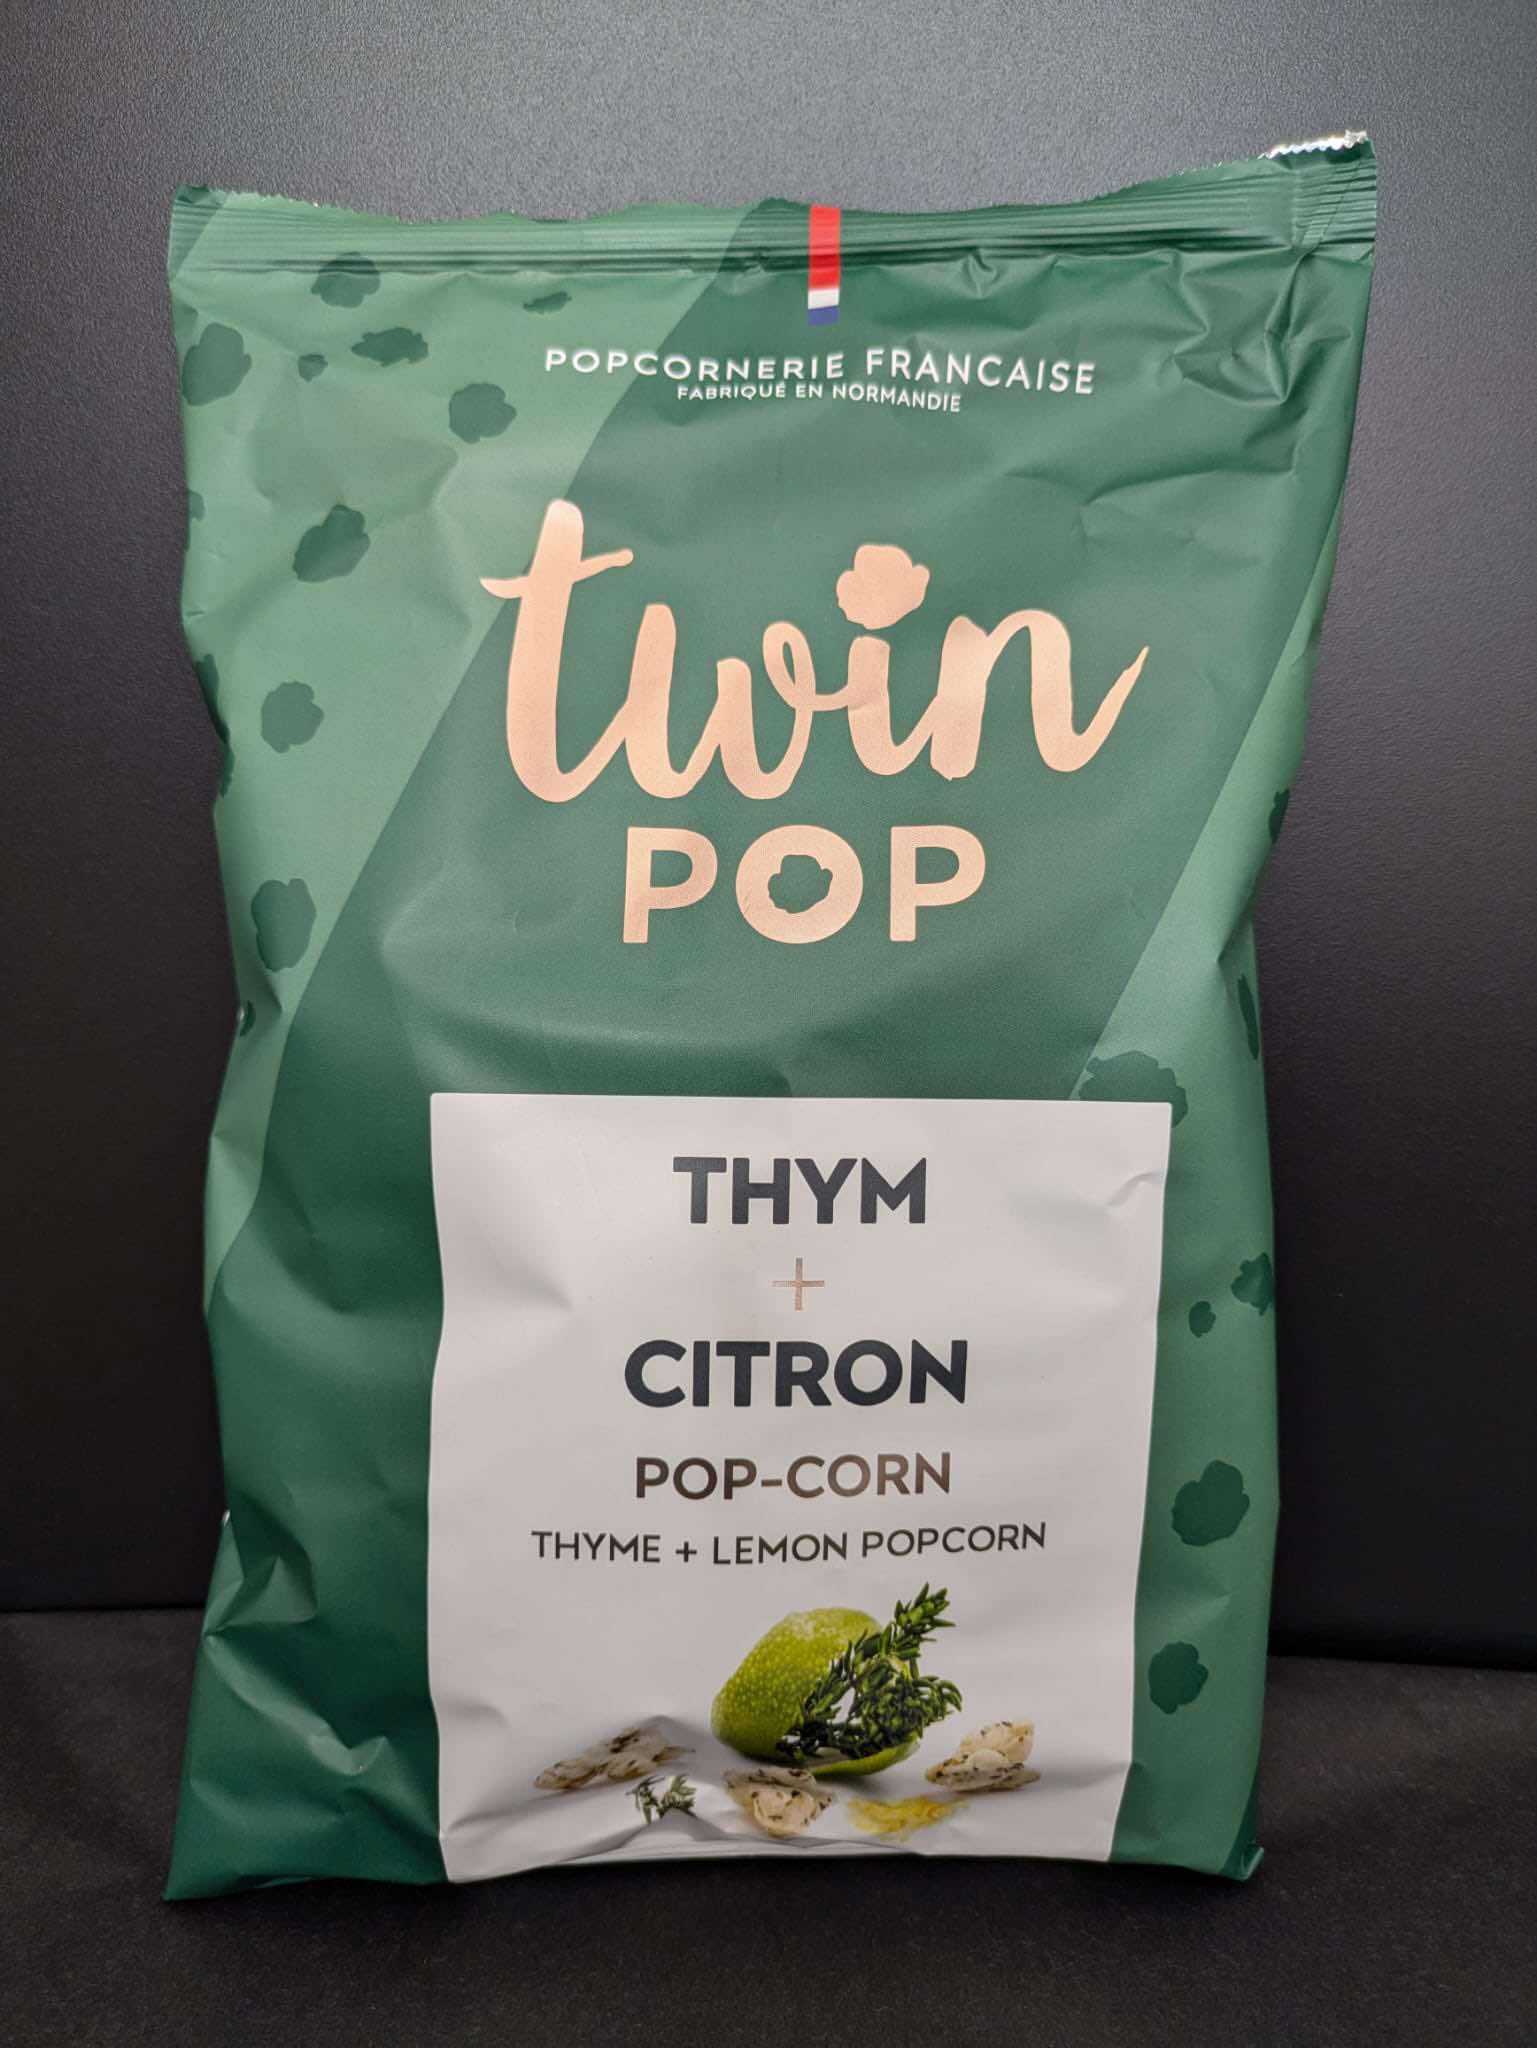 POPCORNERIE FRANCAISE
FABRIQUÉ EN NORMANDIE
twin
POP
THYM
+
CITRON
POP-CORN
THYME + LEMON POPCORN